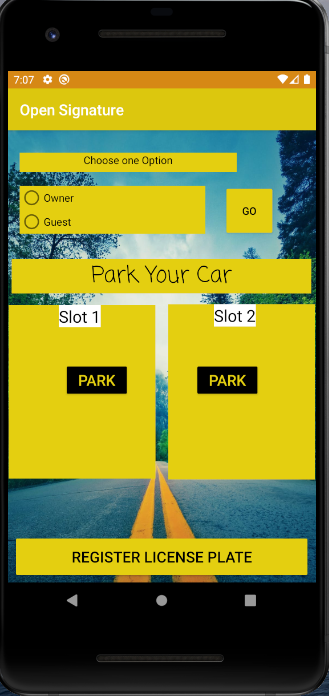 7:07
Open Signature
Choose one Option
Owner
GO
Guest
Park Your Car
Slot 1
Slot 2
PARK
PARK
REGISTER LICENSE PLATE